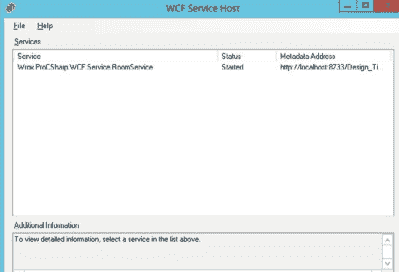 WCF Service Host
File Help
Services
Service Status Metadata Address
Wrox.ProCSharp.WCF.Service.RoomService Started http://localhost:8733/Design_Ti...
Additional Information
To view detailed information, select a service in the list above.